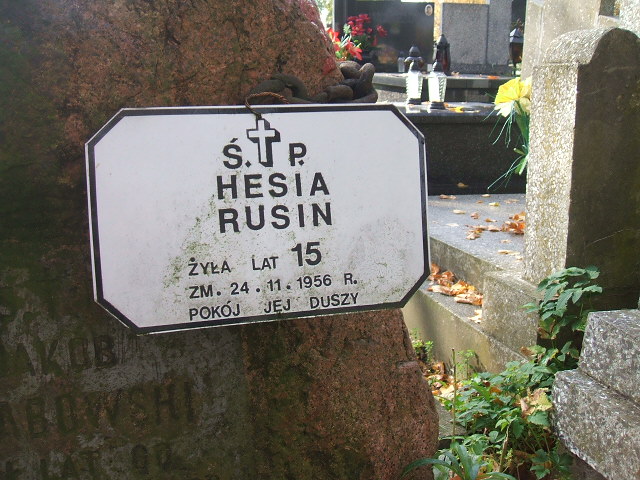 Ś. P.
HESIA
RUSIN
ŻYŁA LAT 15
ZM. 24.11.1956 R.
POKÓJ JEJ DUSZY